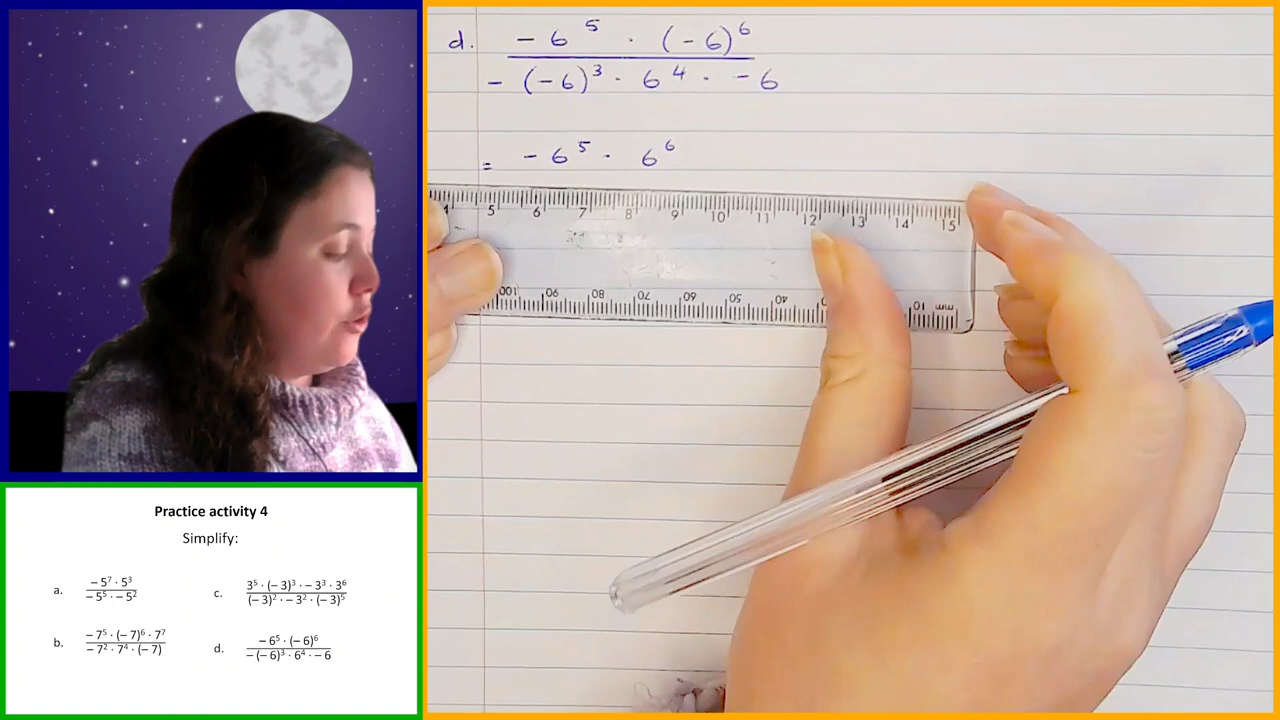 d. - 6⁵ · (- 6)⁶
- (-6)³ · 6⁴ · - 6
= - 6⁵ · 6⁶
4 5 6 7 8 9 10 11 12 13 14 15
100 90 80 70 60 50 40 10 mm
Practice activity 4
Simplify:
a. − 5⁷ · 5³
− 5⁵ · − 5²
c. 3⁵ · (− 3)³ · − 3³ · 3⁶
(− 3)² · − 3² · (− 3)⁵
b. − 7⁵ · (− 7)⁶ · 7⁷
− 7² · 7⁴ · (− 7)
d. − 6⁵ · (− 6)⁶
− (− 6)³ · 6⁴ · − 6